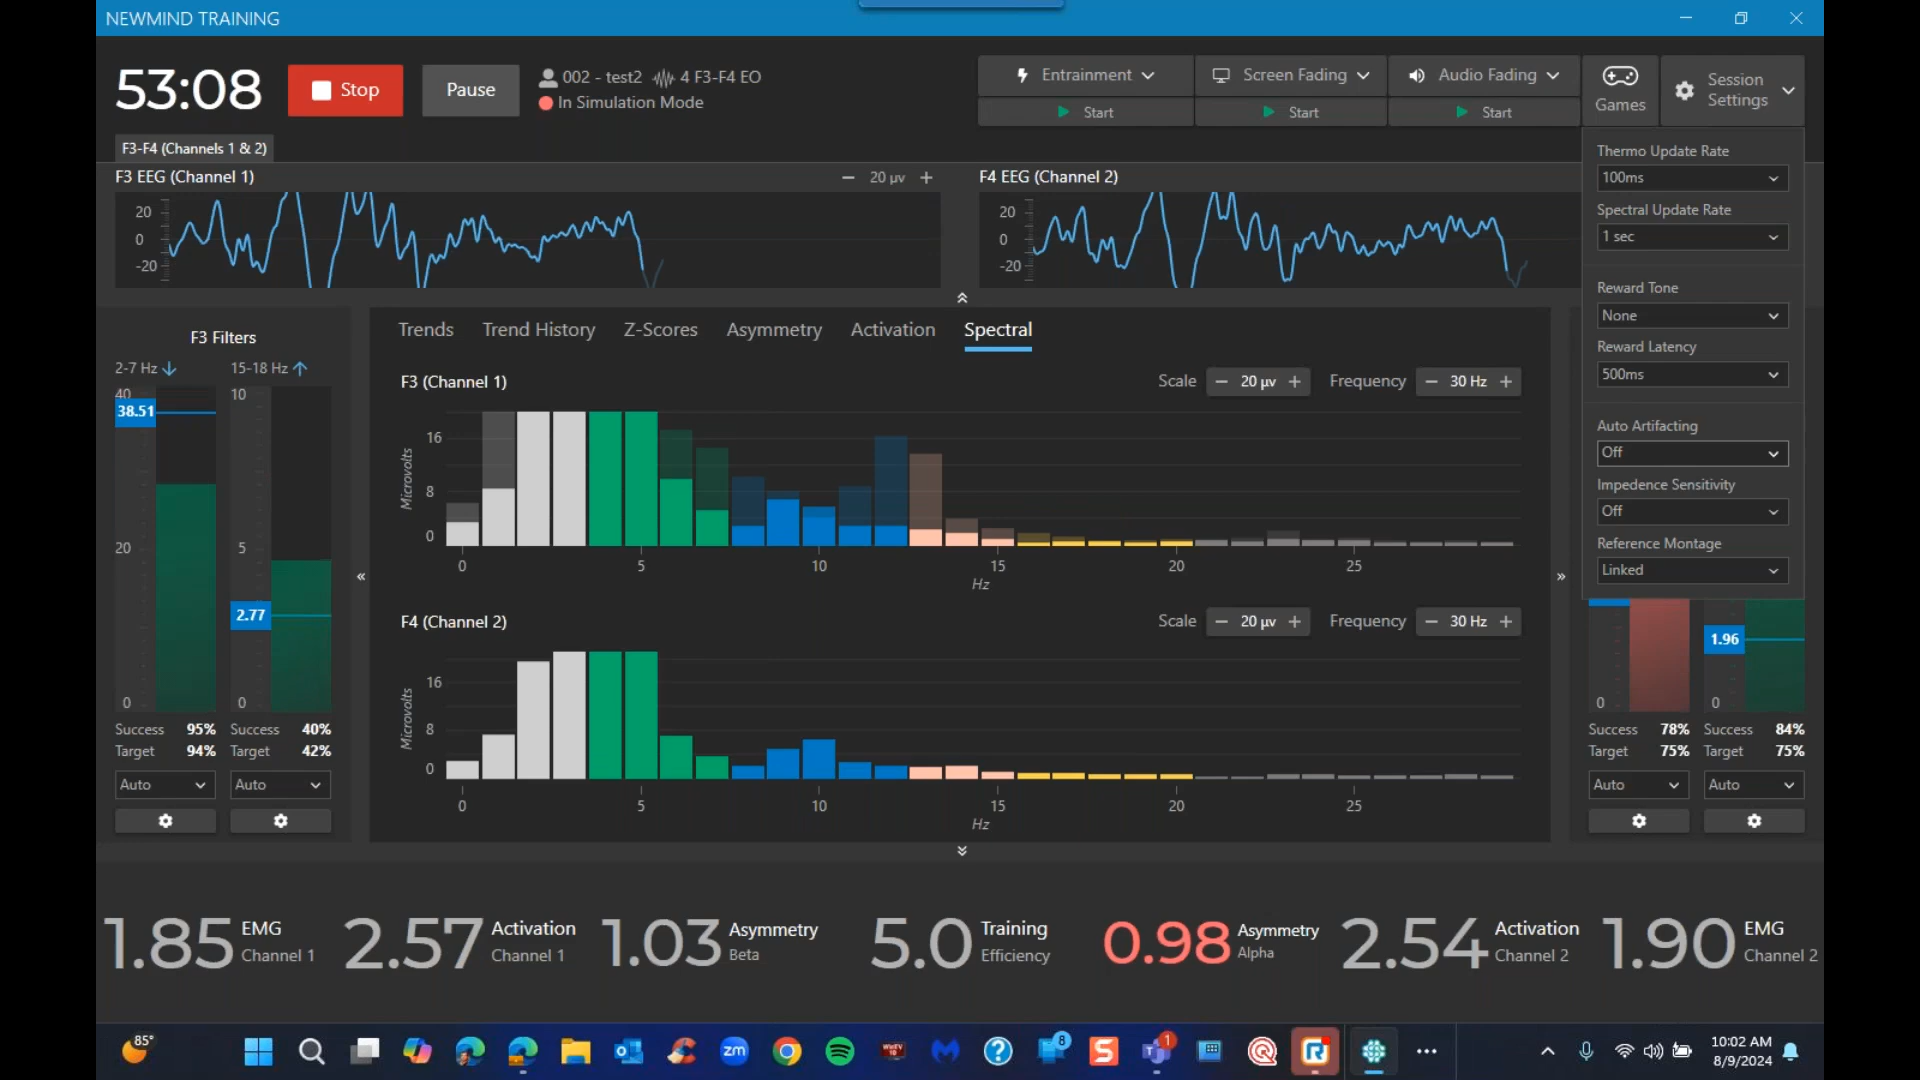 NEWMIND TRAINING
53:08
Stop
Pause
002 - test2 4 F3-F4 EO
In Simulation Mode
Entrainment
Start
Screen Fading
Start
Audio Fading
Start
Games
Session
Settings
F3-F4 (Channels 1 & 2)
F3 EEG (Channel 1)
20 µv
20
0
-20
F4 EEG (Channel 2)
20
0
-20
Thermo Update Rate
100ms
Spectral Update Rate
1 sec
Reward Tone
None
Reward Latency
500ms
Auto Artifacting
Off
Impedence Sensitivity
Off
Reference Montage
Linked
F3 Filters
2-7 Hz
15-18 Hz
40
38.51
20
0
10
5
2.77
0
Success 95%
Target 94%
Success 40%
Target 42%
Auto
Auto
Trends Trend History Z-Scores Asymmetry Activation Spectral
F3 (Channel 1)
Scale 20 µv Frequency 30 Hz
Microvolts
16
8
0
0 5 10 15 20 25
Hz
F4 (Channel 2)
Scale 20 µv Frequency 30 Hz
Microvolts
16
8
0
0 5 10 15 20 25
Hz
1.96
0
0
Success 78%
Target 75%
Success 84%
Target 75%
Auto
Auto
1.85 EMG
Channel 1
2.57 Activation
Channel 1
1.03 Asymmetry
Beta
5.0 Training
Efficiency
0.98 Asymmetry
Alpha
2.54 Activation
Channel 2
1.90 EMG
Channel 2
85°
zm
8
S
1
10:02 AM
8/9/2024